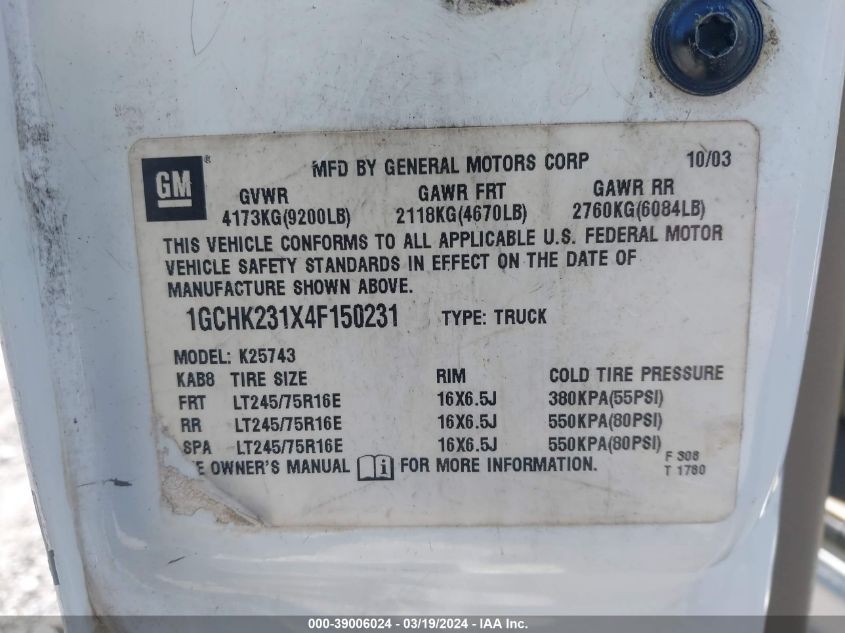 GM ®
MFD BY GENERAL MOTORS CORP 10/03
GVWR GAWR FRT GAWR RR
4173KG(9200LB) 2118KG(4670LB) 2760KG(6084LB)
THIS VEHICLE CONFORMS TO ALL APPLICABLE U.S. FEDERAL MOTOR
VEHICLE SAFETY STANDARDS IN EFFECT ON THE DATE OF
MANUFACTURE SHOWN ABOVE.
1GCHK231X4F150231 TYPE: TRUCK
MODEL: K25743
KAB8 TIRE SIZE RIM COLD TIRE PRESSURE
FRT LT245/75R16E 16X6.5J 380KPA(55PSI)
RR LT245/75R16E 16X6.5J 550KPA(80PSI)
SPA LT245/75R16E 16X6.5J 550KPA(80PSI)
E OWNER'S MANUAL i FOR MORE INFORMATION.
F 308
T 1780
000-39006024 - 03/19/2024 - IAA Inc.